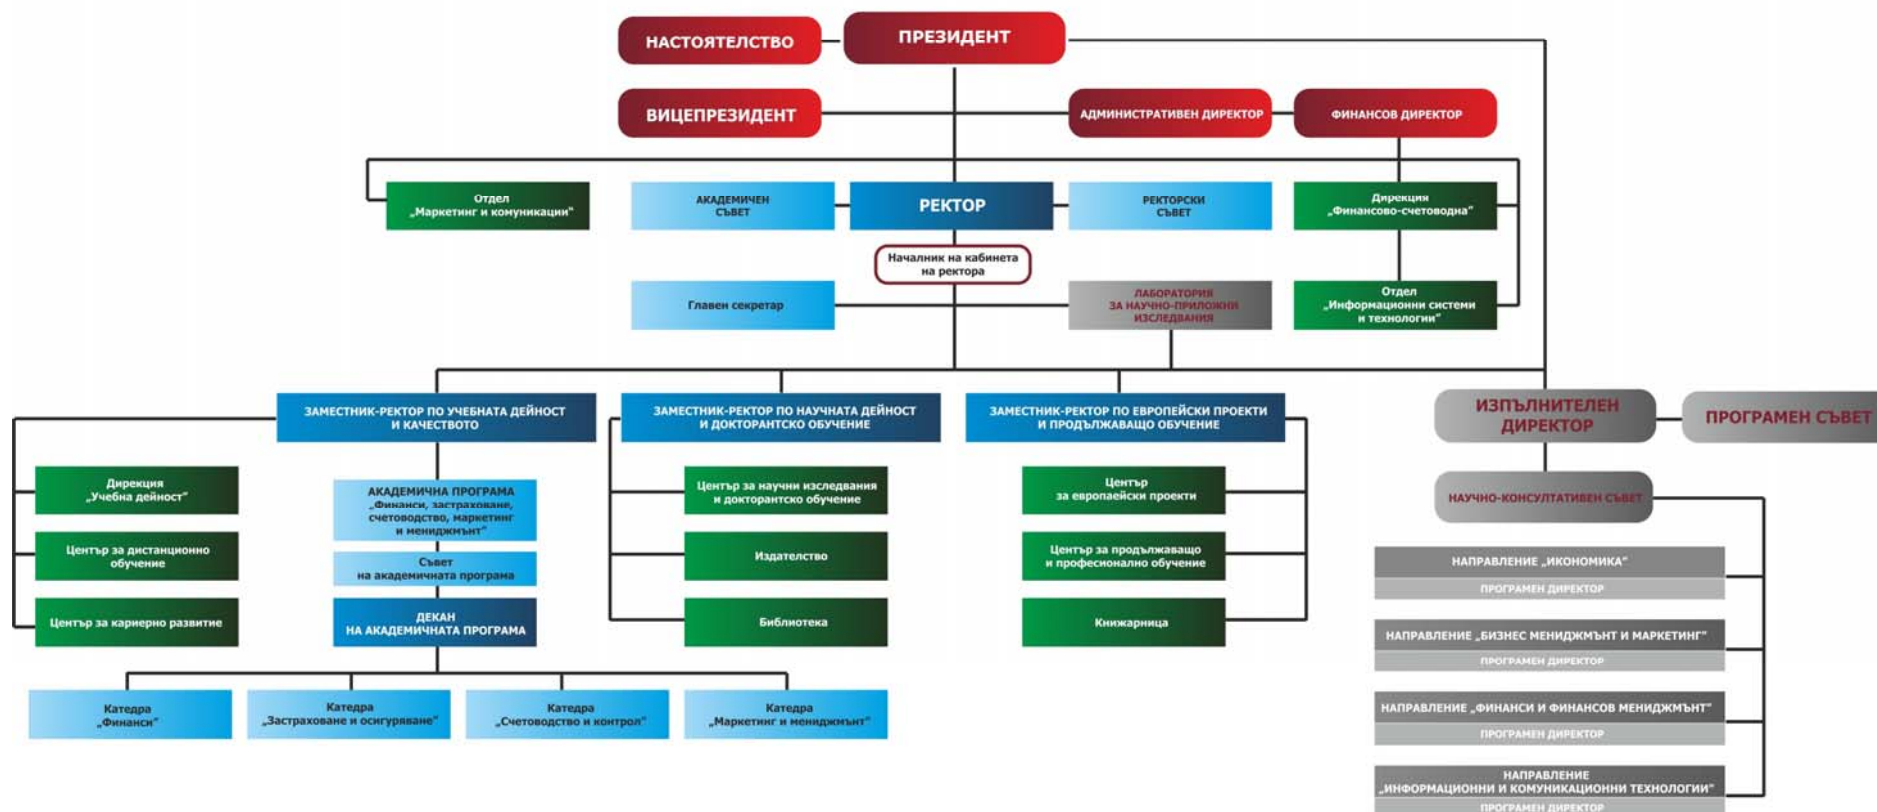 НАСТОЯТЕЛСТВО
ПРЕЗИДЕНТ
ВИЦЕПРЕЗИДЕНТ
АДМИНИСТРАТИВЕН ДИРЕКТОР
ФИНАНСОВ ДИРЕКТОР
Отдел
„Маркетинг и комуникации“
АКАДЕМИЧЕН
СЪВЕТ
РЕКТОР
РЕКТОРСКИ
СЪВЕТ
Дирекция
„Финансово-счетоводна“
Началник на кабинета
на ректора
Главен секретар
ЛАБОРАТОРИЯ
ЗА НАУЧНО-ПРИЛОЖНИ
ИЗСЛЕДВАНИЯ
Отдел
„Информационни системи
и технологии“
ЗАМЕСТНИК-РЕКТОР ПО УЧЕБНАТА ДЕЙНОСТ
И КАЧЕСТВОТО
ЗАМЕСТНИК-РЕКТОР ПО НАУЧНАТА ДЕЙНОСТ
И ДОКТОРАНТСКО ОБУЧЕНИЕ
ЗАМЕСТНИК-РЕКТОР ПО ЕВРОПЕЙСКИ ПРОЕКТИ
И ПРОДЪЛЖАВАЩО ОБУЧЕНИЕ
ИЗПЪЛНИТЕЛЕН
ДИРЕКТОР
ПРОГРАМЕН СЪВЕТ
Дирекция
„Учебна дейност“
Център за дистанционно
обучение
Център за кариерно развитие
АКАДЕМИЧНА ПРОГРАМА
„Финанси, застраховане,
счетоводство, маркетинг
и мениджмънт“
Съвет
на академичната програма
ДЕКАН
НА АКАДЕМИЧНАТА ПРОГРАМА
Център за научни изследвания
и докторантско обучение
Издателство
Библиотека
Център
за европаейски проекти
Център за продължаващо
и професионално обучение
Книжарница
НАУЧНО-КОНСУЛТАТИВЕН СЪВЕТ
НАПРАВЛЕНИЕ „ИКОНОМИКА“
ПРОГРАМЕН ДИРЕКТОР
НАПРАВЛЕНИЕ „БИЗНЕС МЕНИДЖМЪНТ И МАРКЕТИНГ“
ПРОГРАМЕН ДИРЕКТОР
НАПРАВЛЕНИЕ „ФИНАНСИ И ФИНАНСОВ МЕНИДЖМЪНТ“
ПРОГРАМЕН ДИРЕКТОР
НАПРАВЛЕНИЕ
„ИНФОРМАЦИОННИ И КОМУНИКАЦИОННИ ТЕХНОЛОГИИ“
ПРОГРАМЕН ДИРЕКТОР
Катедра
„Финанси“
Катедра
„Застраховане и осигуряване“
Катедра
„Счетоводство и контрол“
Катедра
„Маркетинг и мениджмънт“